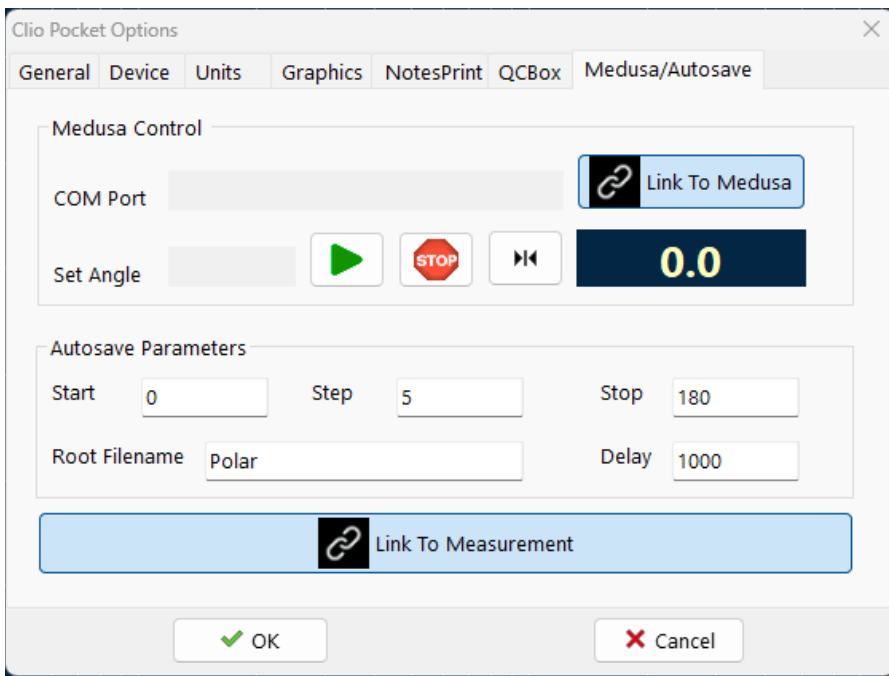 Clio Pocket Options
General Device Units Graphics NotesPrint QCBox Medusa/Autosave
Medusa Control
COM Port Link To Medusa
Set Angle STOP 0.0
Autosave Parameters
Start 0 Step 5 Stop 180
Root Filename Polar Delay 1000
Link To Measurement
OK Cancel